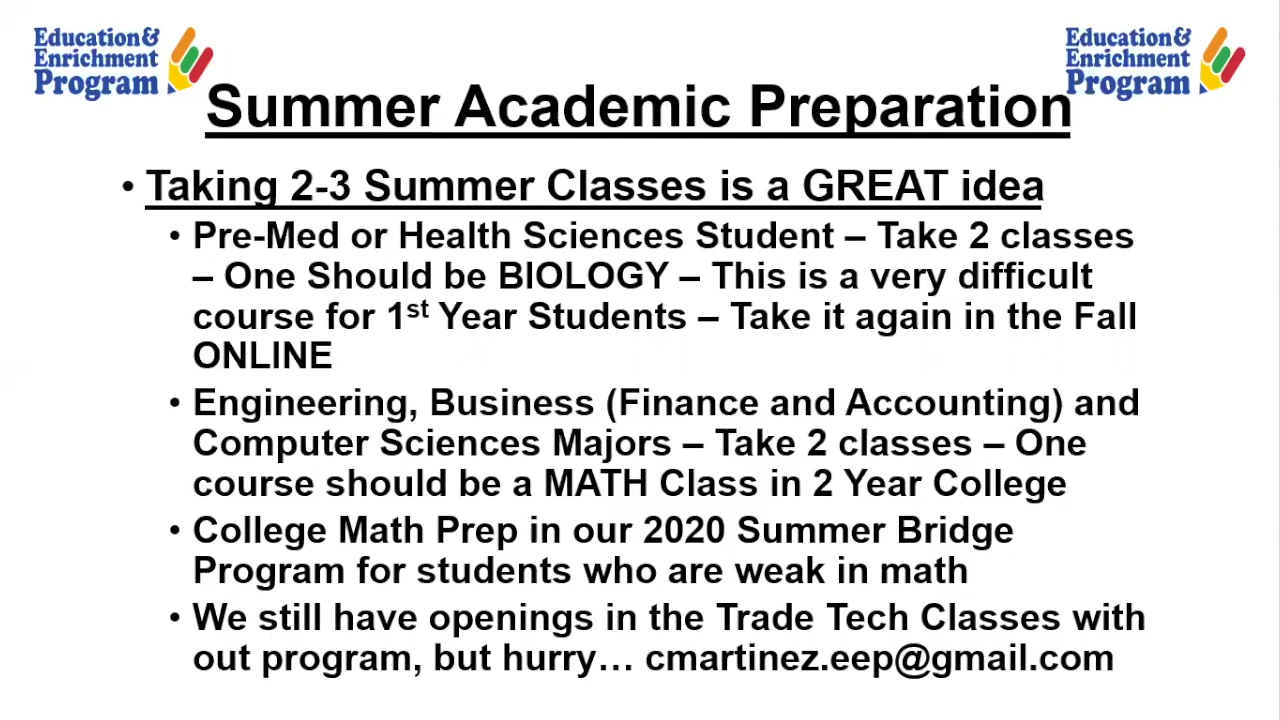 Education&
Enrichment
Program
Education&
Enrichment
Program
Summer Academic Preparation
• Taking 2-3 Summer Classes is a GREAT idea
• Pre-Med or Health Sciences Student – Take 2 classes
– One Should be BIOLOGY – This is a very difficult
course for 1st Year Students – Take it again in the Fall
ONLINE
• Engineering, Business (Finance and Accounting) and
Computer Sciences Majors – Take 2 classes – One
course should be a MATH Class in 2 Year College
• College Math Prep in our 2020 Summer Bridge
Program for students who are weak in math
• We still have openings in the Trade Tech Classes with
out program, but hurry… cmartinez.eep@gmail.com